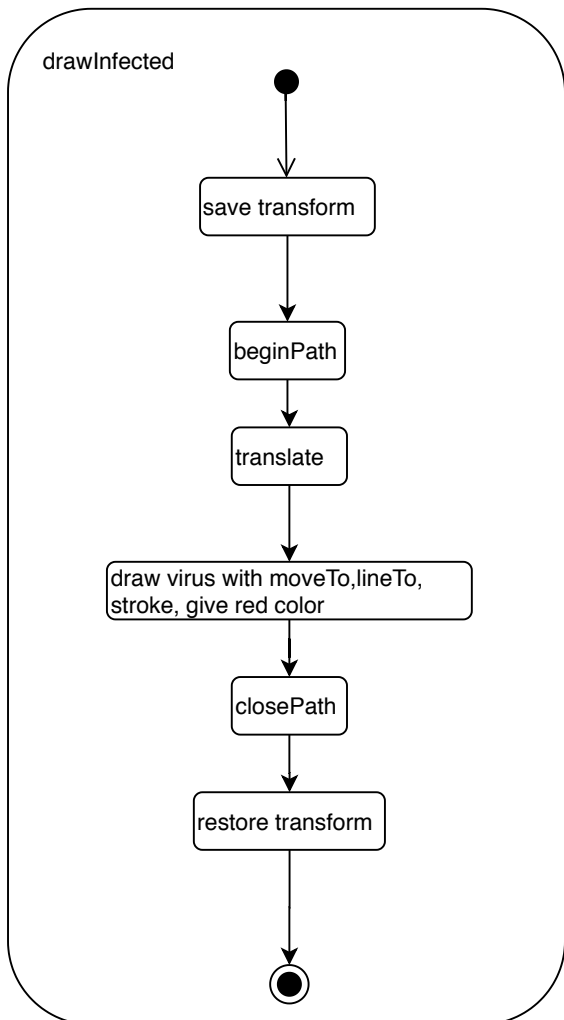 drawInfected
save transform
beginPath
translate
draw virus with moveTo,lineTo,
stroke, give red color
closePath
restore transform